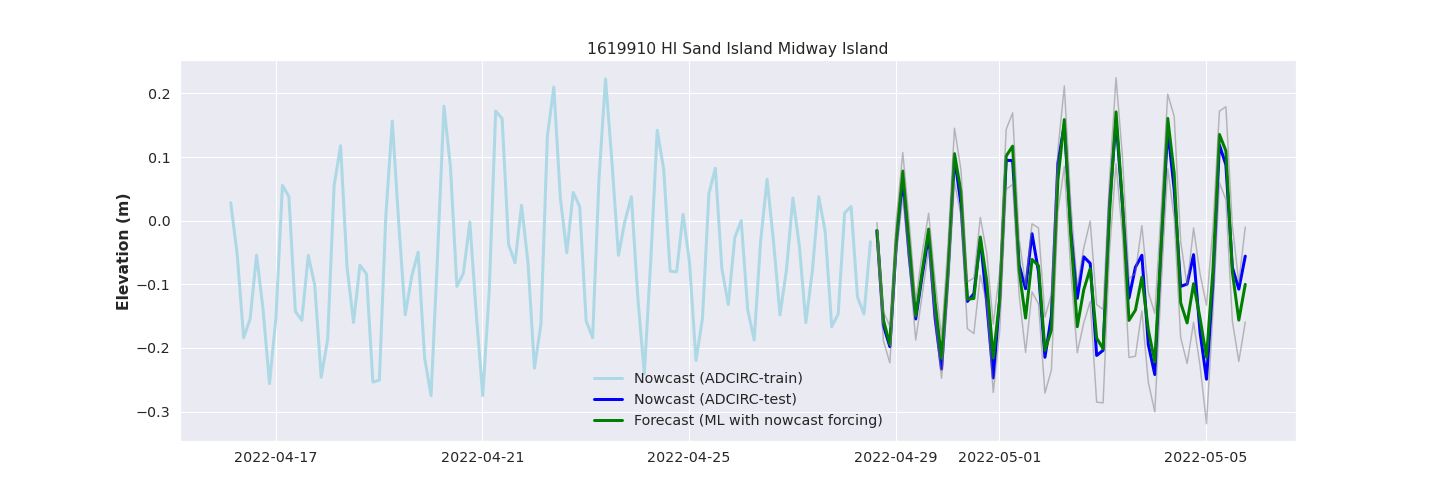 1619910 HI Sand Island Midway Island
Elevation (m)
0.2
0.1
0.0
−0.1
−0.2
−0.3
Nowcast (ADCIRC-train)
Nowcast (ADCIRC-test)
Forecast (ML with nowcast forcing)
2022-04-17 2022-04-21 2022-04-25 2022-04-29 2022-05-01 2022-05-05